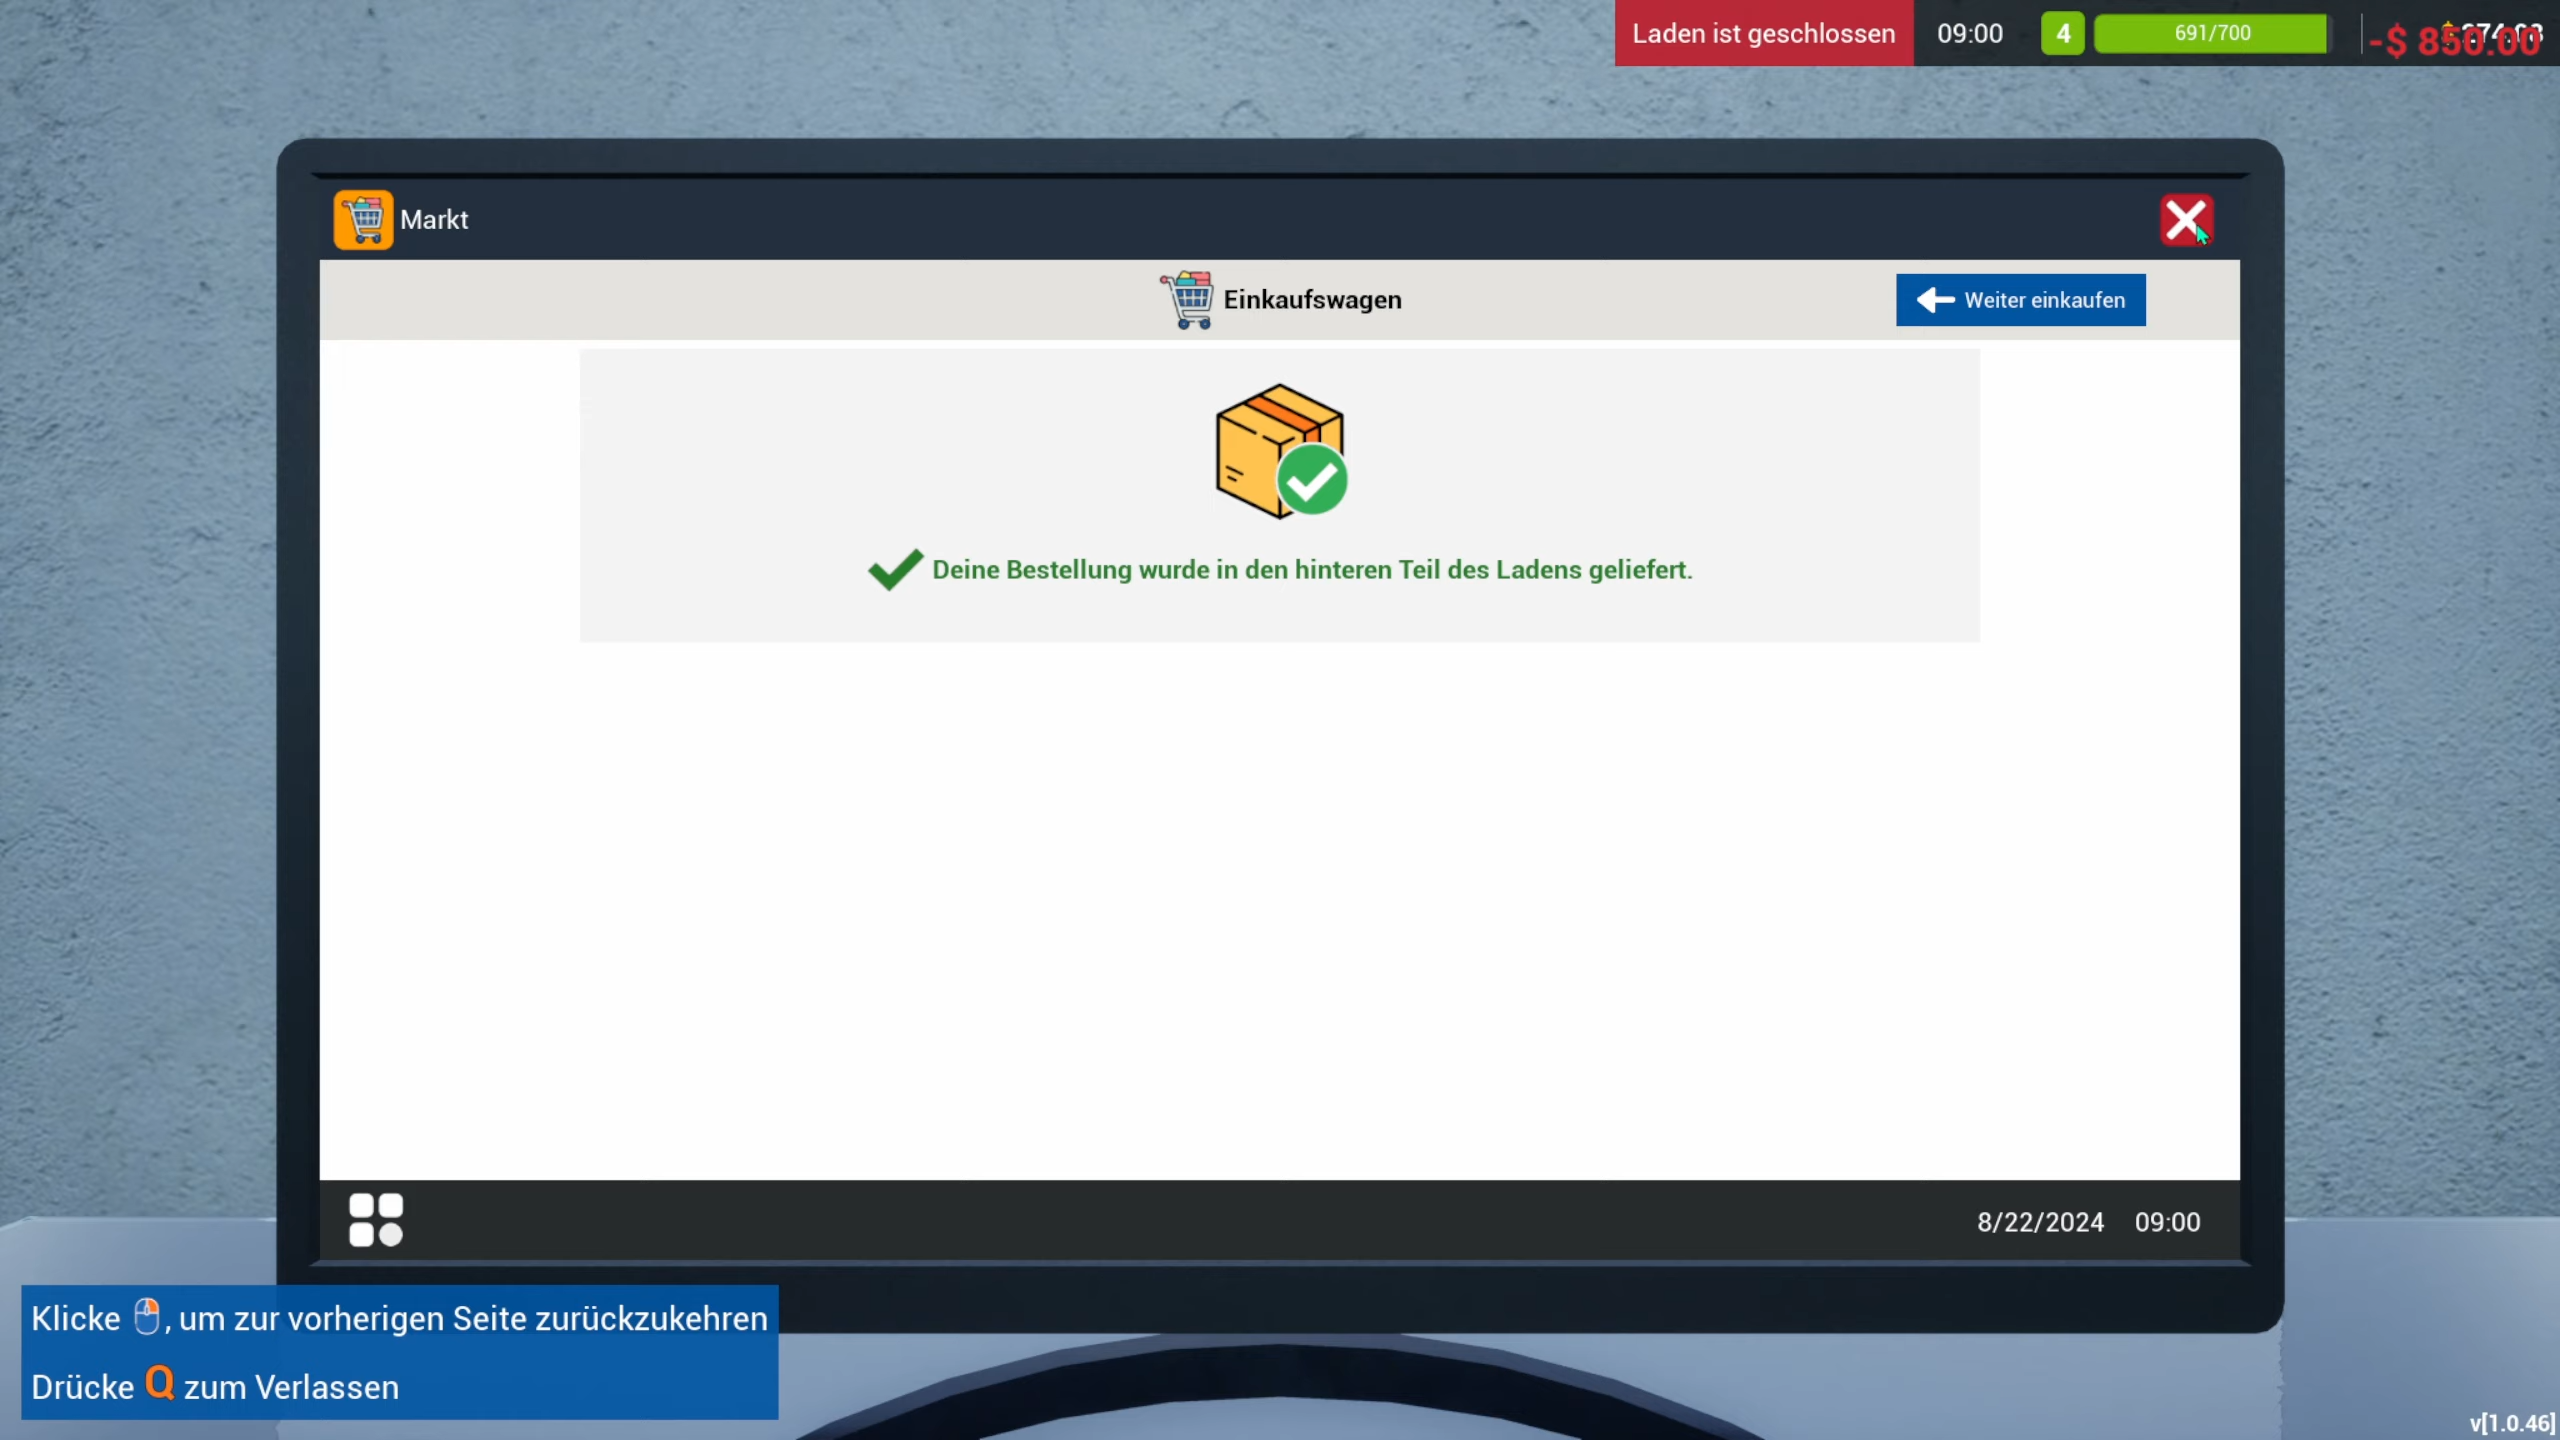 Laden ist geschlossen
09:00
4
691/700
-$ 850.00
Markt
Einkaufswagen
Weiter einkaufen
Deine Bestellung wurde in den hinteren Teil des Ladens geliefert.
8/22/2024 09:00
Klicke , um zur vorherigen Seite zurückzukehren
Drücke Q zum Verlassen
v[1.0.46]